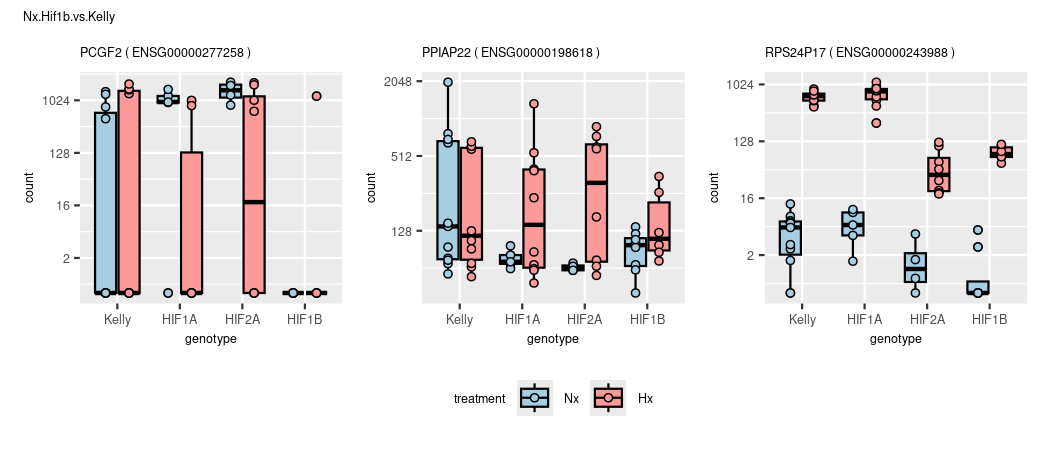 Nx.Hif1b.vs.Kelly
PCGF2 ( ENSG00000277258 )
count
1024
128
16
2
Kelly HIF1A HIF2A HIF1B
genotype
PPIAP22 ( ENSG00000198618 )
count
2048
512
128
Kelly HIF1A HIF2A HIF1B
genotype
RPS24P17 ( ENSG00000243988 )
count
1024
128
16
2
Kelly HIF1A HIF2A HIF1B
genotype
treatment Nx Hx